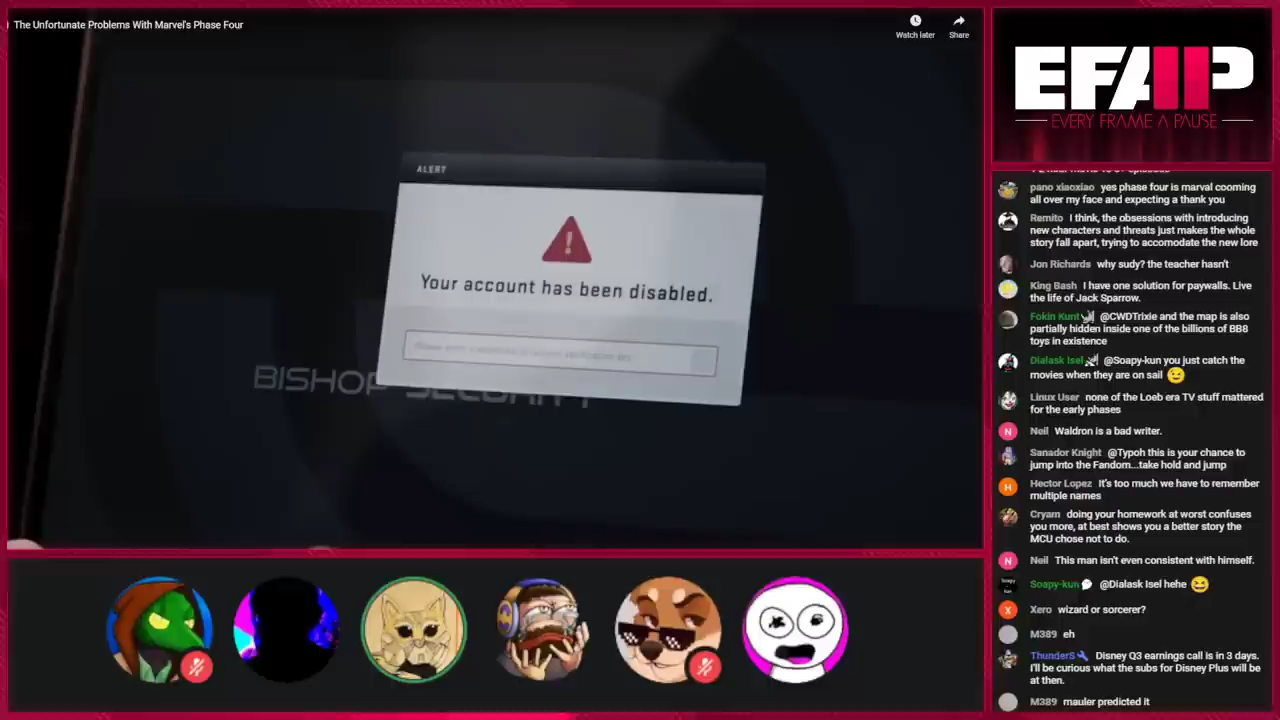 The Unfortunate Problems With Marvel's Phase Four
Watch later
Share
ALERT
Your account has been disabled.
BISHOP SECURITY
EFAP
EVERY FRAME A PAUSE
pano xiaoxiao yes phase four is marval cooming
all over my face and expecting a thank you
Remito I think, the obsessions with introducing
new characters and threats just makes the whole
story fall apart, trying to accomodate the new lore
Jon Richards why sudy? the teacher hasn't
King Bash I have one solution for paywalls. Live
the life of Jack Sparrow.
Fokin Kunt @CWDTrixie and the map is also
partially hidden inside one of the billions of BB8
toys in existence
Dialask Isel @Soapy-kun you just catch the
movies when they are on sail 😉
Linux User none of the Loeb era TV stuff mattered
for the early phases
N Neil Waldron is a bad writer.
Sanador Knight @Typoh this is your chance to
jump into the Fandom...take hold and jump
H Hector Lopez It's too much we have to remember
multiple names
Cryam doing your homework at worst confuses
you more, at best shows you a better story the
MCU chose not to do.
N Neil This man isn't even consistent with himself.
Soapy-kun @Dialask Isel hehe 😆
X Xero wizard or sorcerer?
M389 eh
ThunderS Disney Q3 earnings call is in 3 days.
I'll be curious what the subs for Disney Plus will be
at then.
M389 mauler predicted it